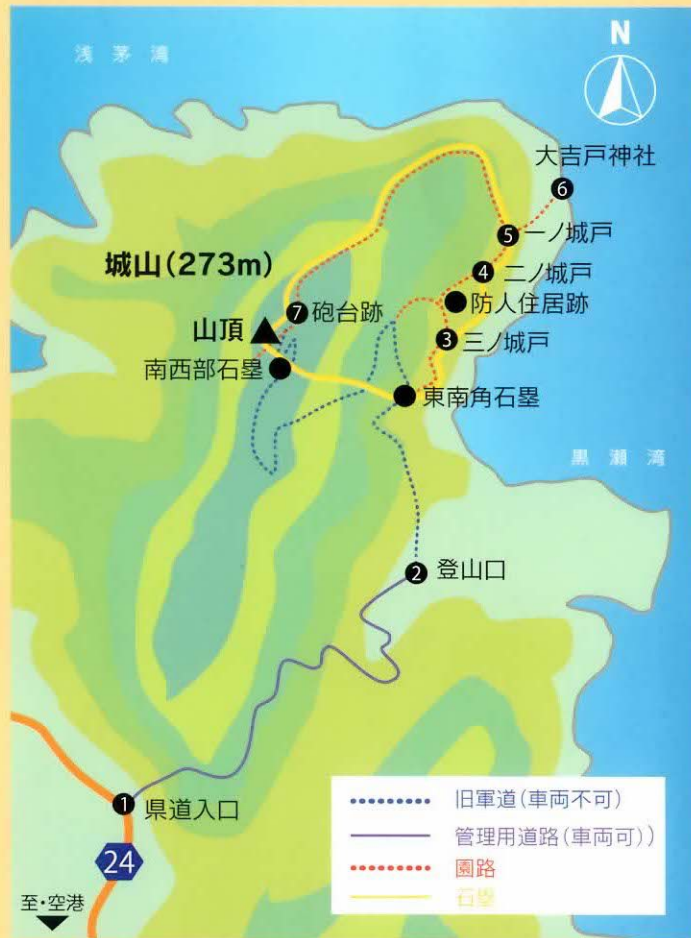 浅茅湾
N
大吉戸神社
6
5 一ノ城戸
城山(273m)
4 二ノ城戸
防人住居跡
7 砲台跡
山頂
3 三ノ城戸
南西部石塁
東南角石塁
黒瀬湾
2 登山口
1 県道入口
24
至・空港
旧軍道(車両不可)
管理用道路(車両可))
園路
石塁